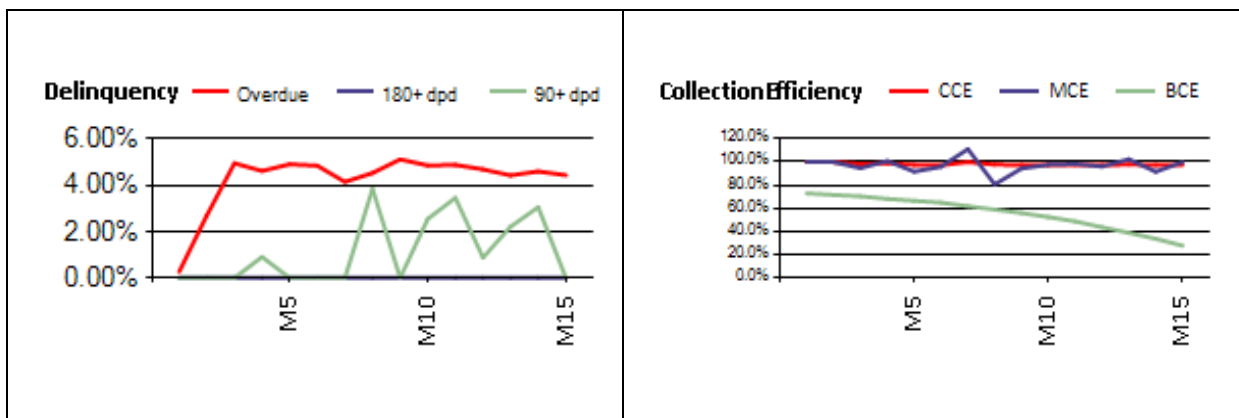 Delinquency Overdue 180+ dpd 90+ dpd
6.00%
4.00%
2.00%
0.00%
M5
M10
M15
Collection Efficiency CCE MCE BCE
120.0%
100.0%
80.0%
60.0%
40.0%
20.0%
0.0%
M5
M10
M15